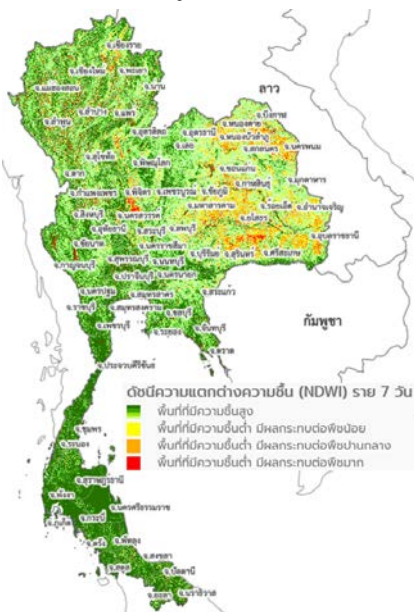 จ.เชียงราย
จ.เชียงใหม่
จ.พะเยา
จ.แม่ฮ่องสอน
จ.น่าน
จ.ลำปาง
จ.แพร่
จ.ลำพูน
จ.อุตรดิตถ์
จ.สุโขทัย
จ.ตาก
จ.พิษณุโลก
จ.กำแพงเพชร
จ.พิจิตร
จ.เพชรบูรณ์
ลาว
จ.บึงกาฬ
จ.หนองคาย
จ.อุดรธานี
จ.เลย
จ.หนองบัวลำภู
จ.สกลนคร
จ.นครพนม
จ.ขอนแก่น
จ.กาฬสินธุ์
จ.มุกดาหาร
จ.ชัยภูมิ
จ.มหาสารคาม
จ.ร้อยเอ็ด
จ.อำนาจเจริญ
จ.ยโสธร
จ.อุบลราชธานี
จ.บุรีรัมย์
จ.สุรินทร์
จ.ศรีสะเกษ
จ.สิงห์บุรี
จ.นครสวรรค์
จ.อุทัยธานี
จ.สระบุรี
จ.ลพบุรี
จ.ชัยนาท
จ.นครราชสีมา
จ.กาญจนบุรี
จ.สุพรรณบุรี
จ.นนทบุรี
จ.ปราจีนบุรี
จ.นครนายก
จ.นครปฐม
จ.สมุทรสาคร
จ.สระแก้ว
จ.ราชบุรี
จ.สมุทรสงคราม
จ.ชลบุรี
จ.เพชรบุรี
จ.ระยอง
จ.จันทบุรี
จ.ตราด
กัมพูชา
จ.ประจวบคีรีขันธ์
ดัชนีความแตกต่างความชื้น (NDWI) ราย 7 วัน
พื้นที่ที่มีความชื้นสูง
พื้นที่ที่มีความชื้นต่ำ มีผลกระทบต่อพืชน้อย
พื้นที่ที่มีความชื้นต่ำ มีผลกระทบต่อพืชปานกลาง
พื้นที่ที่มีความชื้นต่ำ มีผลกระทบต่อพืชมาก
จ.ชุมพร
จ.ระนอง
จ.สุราษฎร์ธานี
จ.พังงา
จ.นครศรีธรรมราช
จ.ภูเก็ต
จ.กระบี่
จ.ตรัง
จ.พัทลุง
จ.สงขลา
จ.สตูล
จ.ปัตตานี
จ.ยะลา
จ.นราธิวาส